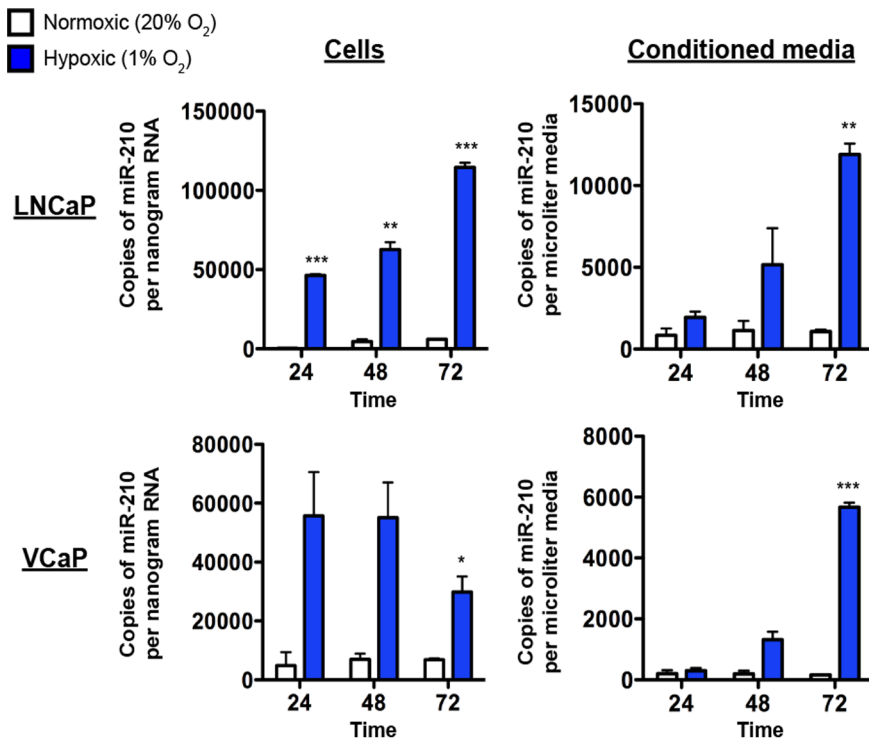 Normoxic (20% O₂)
Hypoxic (1% O₂)
Cells
Conditioned media
LNCaP
Copies of miR-210
per nanogram RNA
150000
100000
50000
0
***
**
***
24
48
72
Time
Copies of miR-210
per microliter media
15000
10000
5000
0
**
24
48
72
Time
VCaP
Copies of miR-210
per nanogram RNA
80000
60000
40000
20000
0
*
24
48
72
Time
Copies of miR-210
per microliter media
8000
6000
4000
2000
0
***
24
48
72
Time